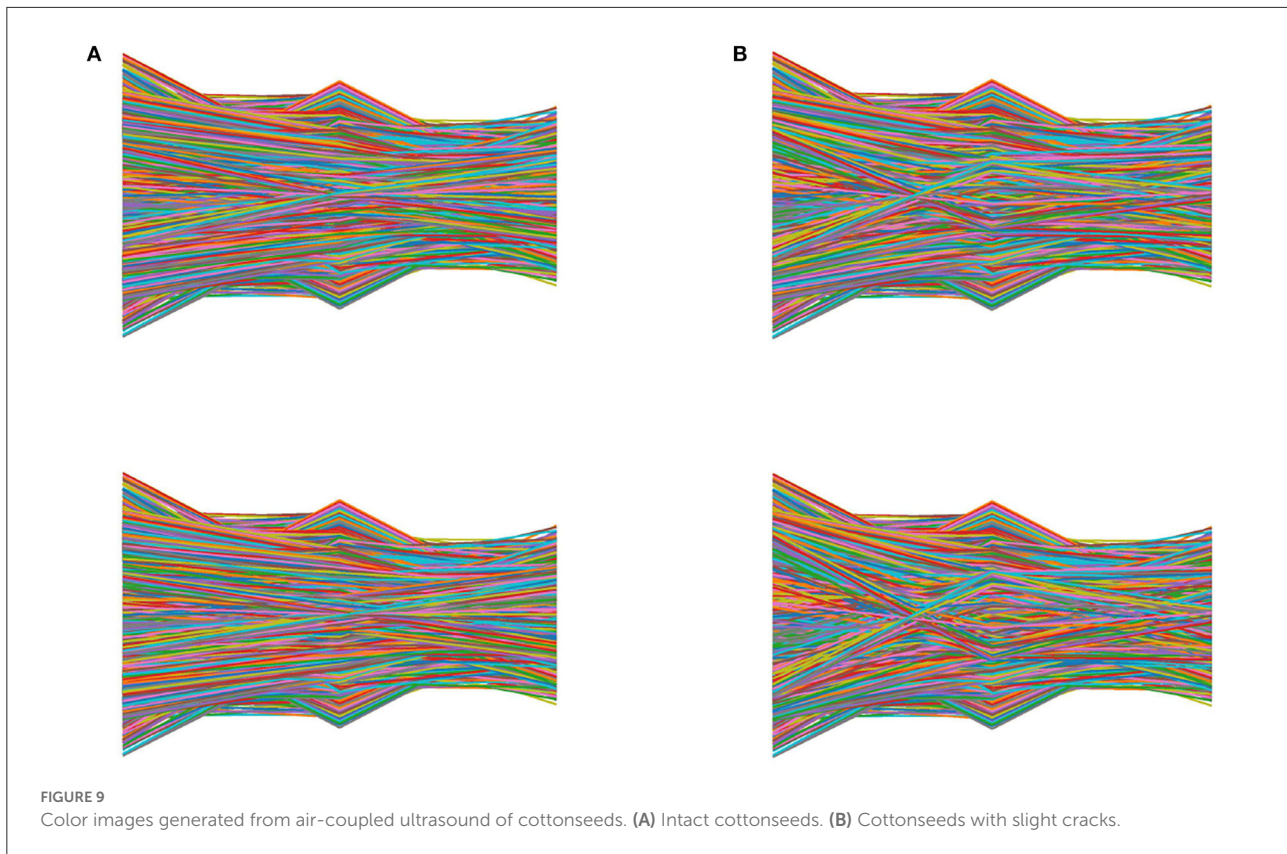 A
B
FIGURE 9
Color images generated from air-coupled ultrasound of cottonseeds. (A) Intact cottonseeds. (B) Cottonseeds with slight cracks.